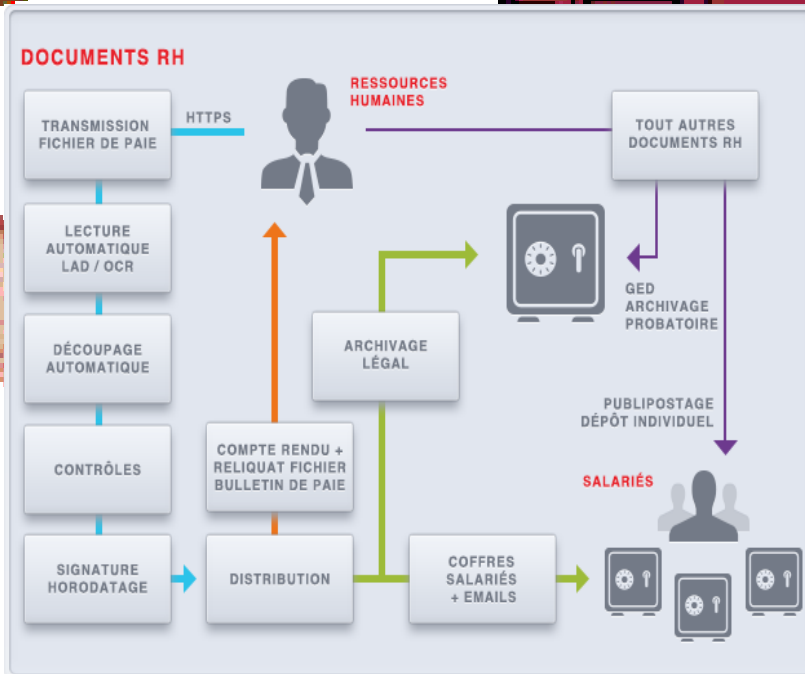 DOCUMENTS RH
TRANSMISSION
FICHIER DE PAIE
HTTPS
RESSOURCES
HUMAINES
TOUT AUTRES
DOCUMENTS RH
LECTURE
AUTOMATIQUE
LAD / OCR
GED
ARCHIVAGE
PROBATOIRE
DÉCOUPAGE
AUTOMATIQUE
ARCHIVAGE
LÉGAL
PUBLIPOSTAGE
DÉPÔT INDIVIDUEL
CONTRÔLES
COMPTE RENDU +
RELIQUAT FICHIER
BULLETIN DE PAIE
SALARIÉS
SIGNATURE
HORODATAGE
DISTRIBUTION
COFFRES
SALARIÉS
+ EMAILS